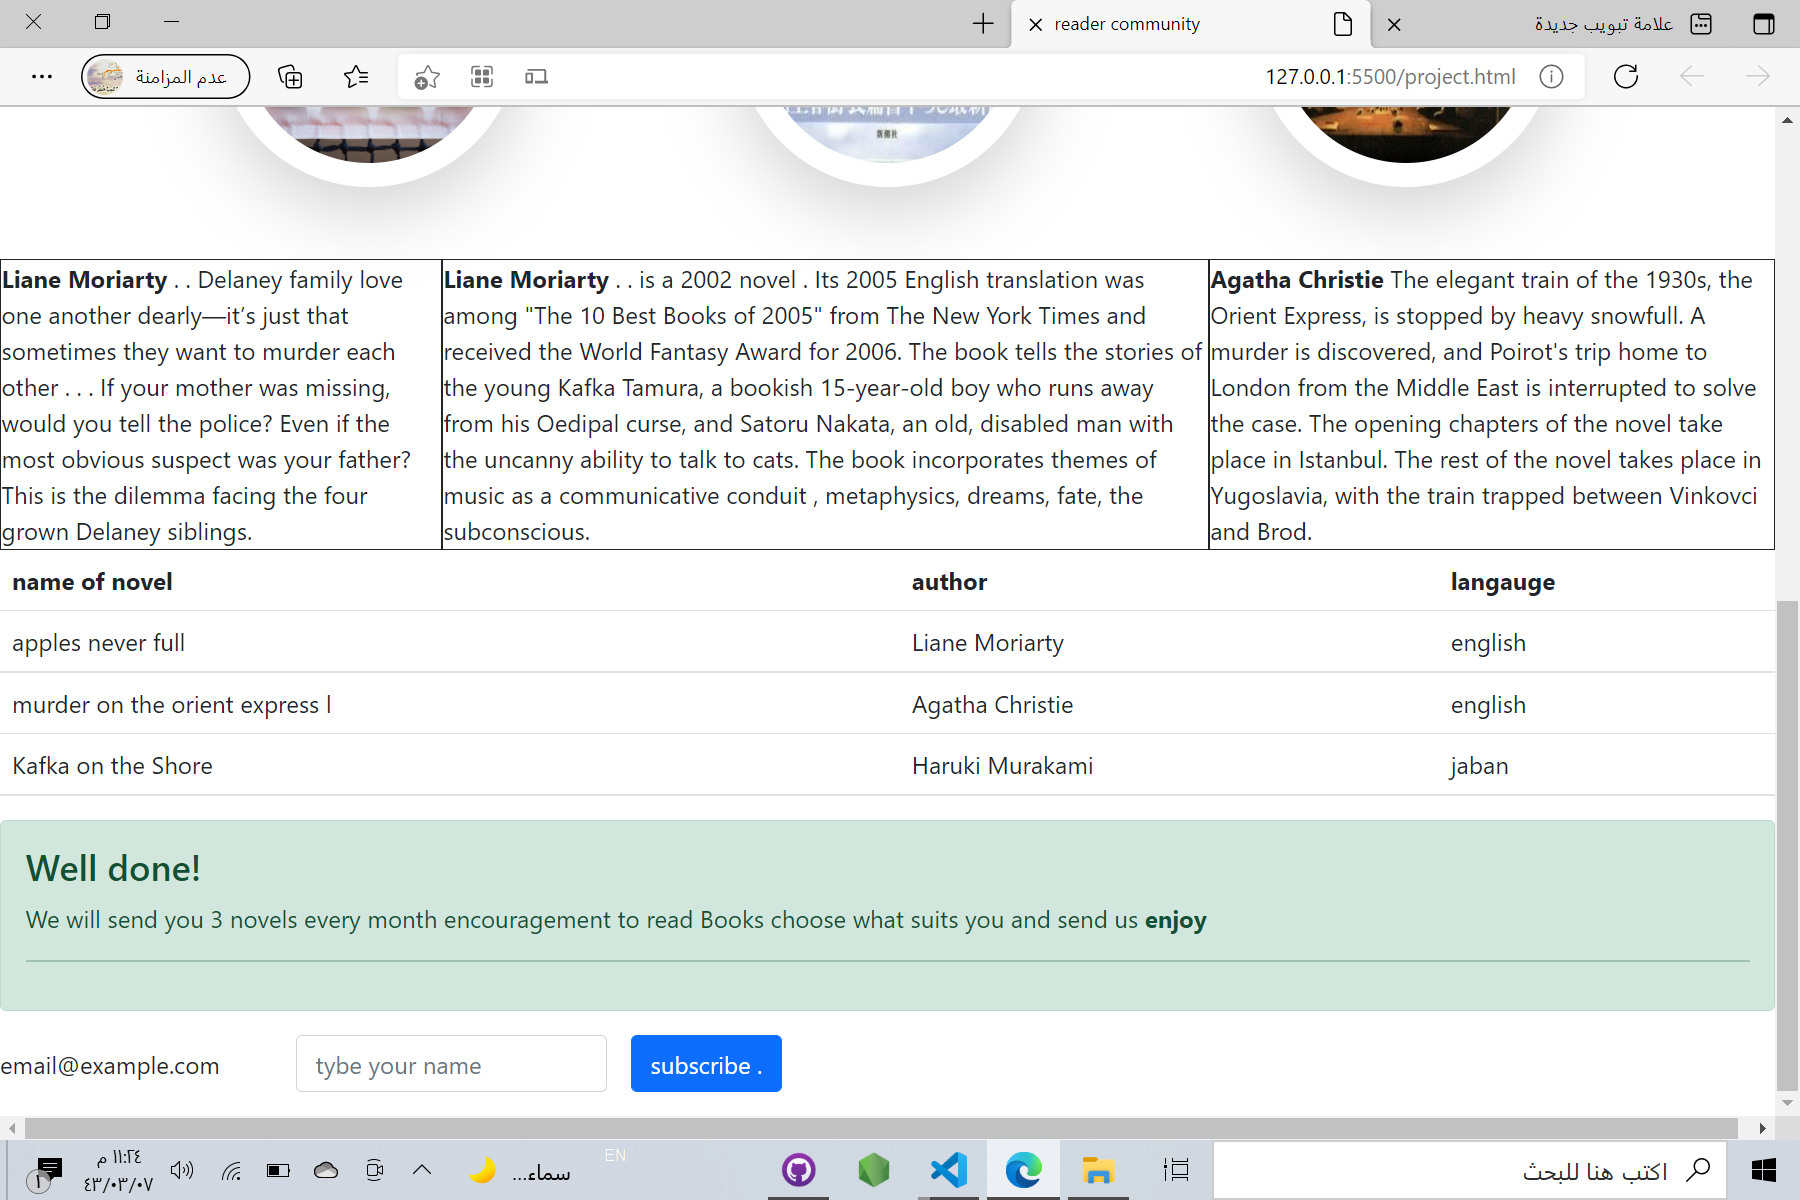 reader community
علامة تبويب جديدة
عدم المزامنة
127.0.0.1:5500/project.html
新潮社
Liane Moriarty . . Delaney family love
one another dearly—it’s just that
sometimes they want to murder each
other . . . If your mother was missing,
would you tell the police? Even if the
most obvious suspect was your father?
This is the dilemma facing the four
grown Delaney siblings.
Liane Moriarty . . is a 2002 novel . Its 2005 English translation was
among "The 10 Best Books of 2005" from The New York Times and
received the World Fantasy Award for 2006. The book tells the stories of
the young Kafka Tamura, a bookish 15-year-old boy who runs away
from his Oedipal curse, and Satoru Nakata, an old, disabled man with
the uncanny ability to talk to cats. The book incorporates themes of
music as a communicative conduit , metaphysics, dreams, fate, the
subconscious.
Agatha Christie The elegant train of the 1930s, the
Orient Express, is stopped by heavy snowfull. A
murder is discovered, and Poirot's trip home to
London from the Middle East is interrupted to solve
the case. The opening chapters of the novel take
place in Istanbul. The rest of the novel takes place in
Yugoslavia, with the train trapped between Vinkovci
and Brod.
name of novel author langauge
apples never full Liane Moriarty english
murder on the orient express l Agatha Christie english
Kafka on the Shore Haruki Murakami jaban
Well done!
We will send you 3 novels every month encouragement to read Books choose what suits you and send us enjoy
email@example.com tybe your name subscribe .
١١:٢٤ م
٤٣/٠٣/٠٧
١
سماء...
EN
اكتب هنا للبحث